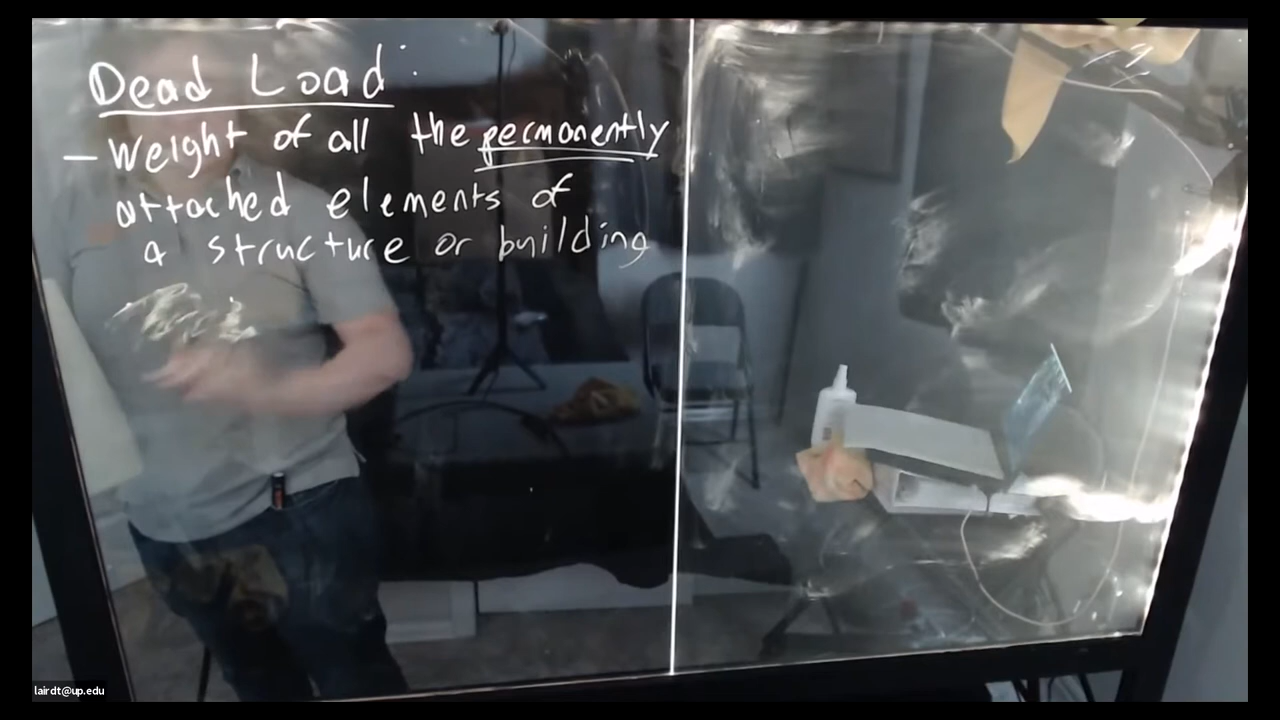 Dead Load:
– Weight of all the permanently
attached elements of
a structure or building
lairdt@up.edu